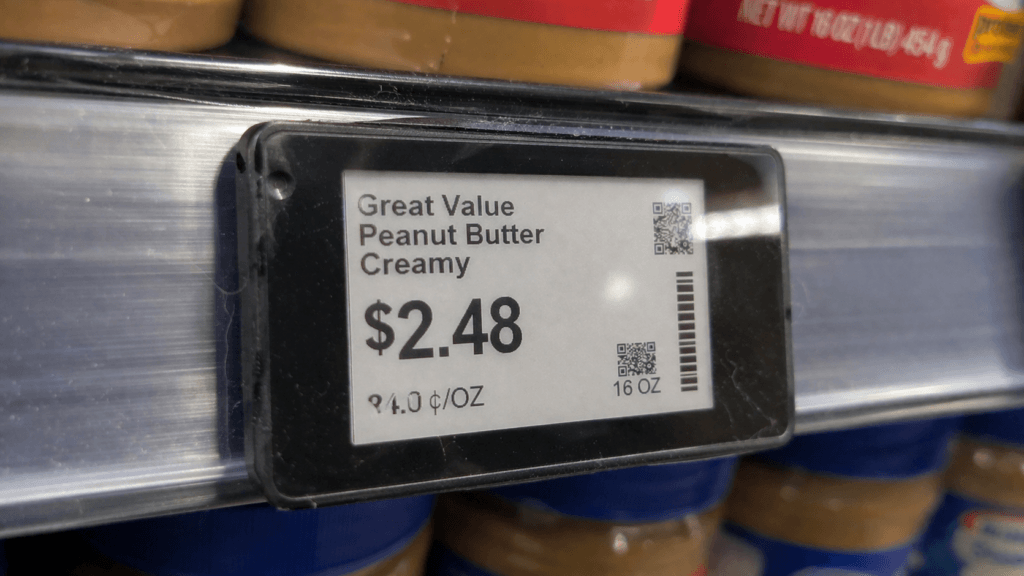 NET WT 16 OZ (1 LB) 454 g
Great Value
Peanut Butter
Creamy
$2.48
¢/OZ
16 OZ